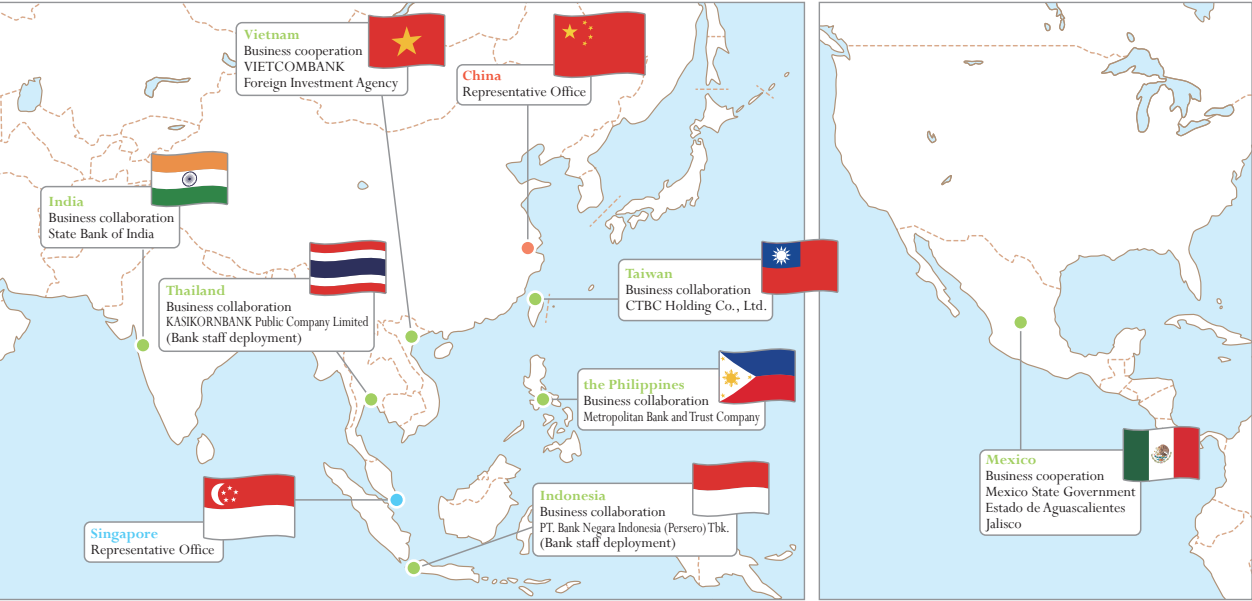 Vietnam
Business cooperation
VIETCOMBANK
Foreign Investment Agency
China
Representative Office
India
Business collaboration
State Bank of India
Thailand
Business collaboration
KASIKORNBANK Public Company Limited
(Bank staff deployment)
Taiwan
Business collaboration
CTBC Holding Co., Ltd.
the Philippines
Business collaboration
Metropolitan Bank and Trust Company
Singapore
Representative Office
Indonesia
Business collaboration
PT. Bank Negara Indonesia (Persero) Tbk.
(Bank staff deployment)
Mexico
Business cooperation
Mexico State Government
Estado de Aguascalientes
Jalisco